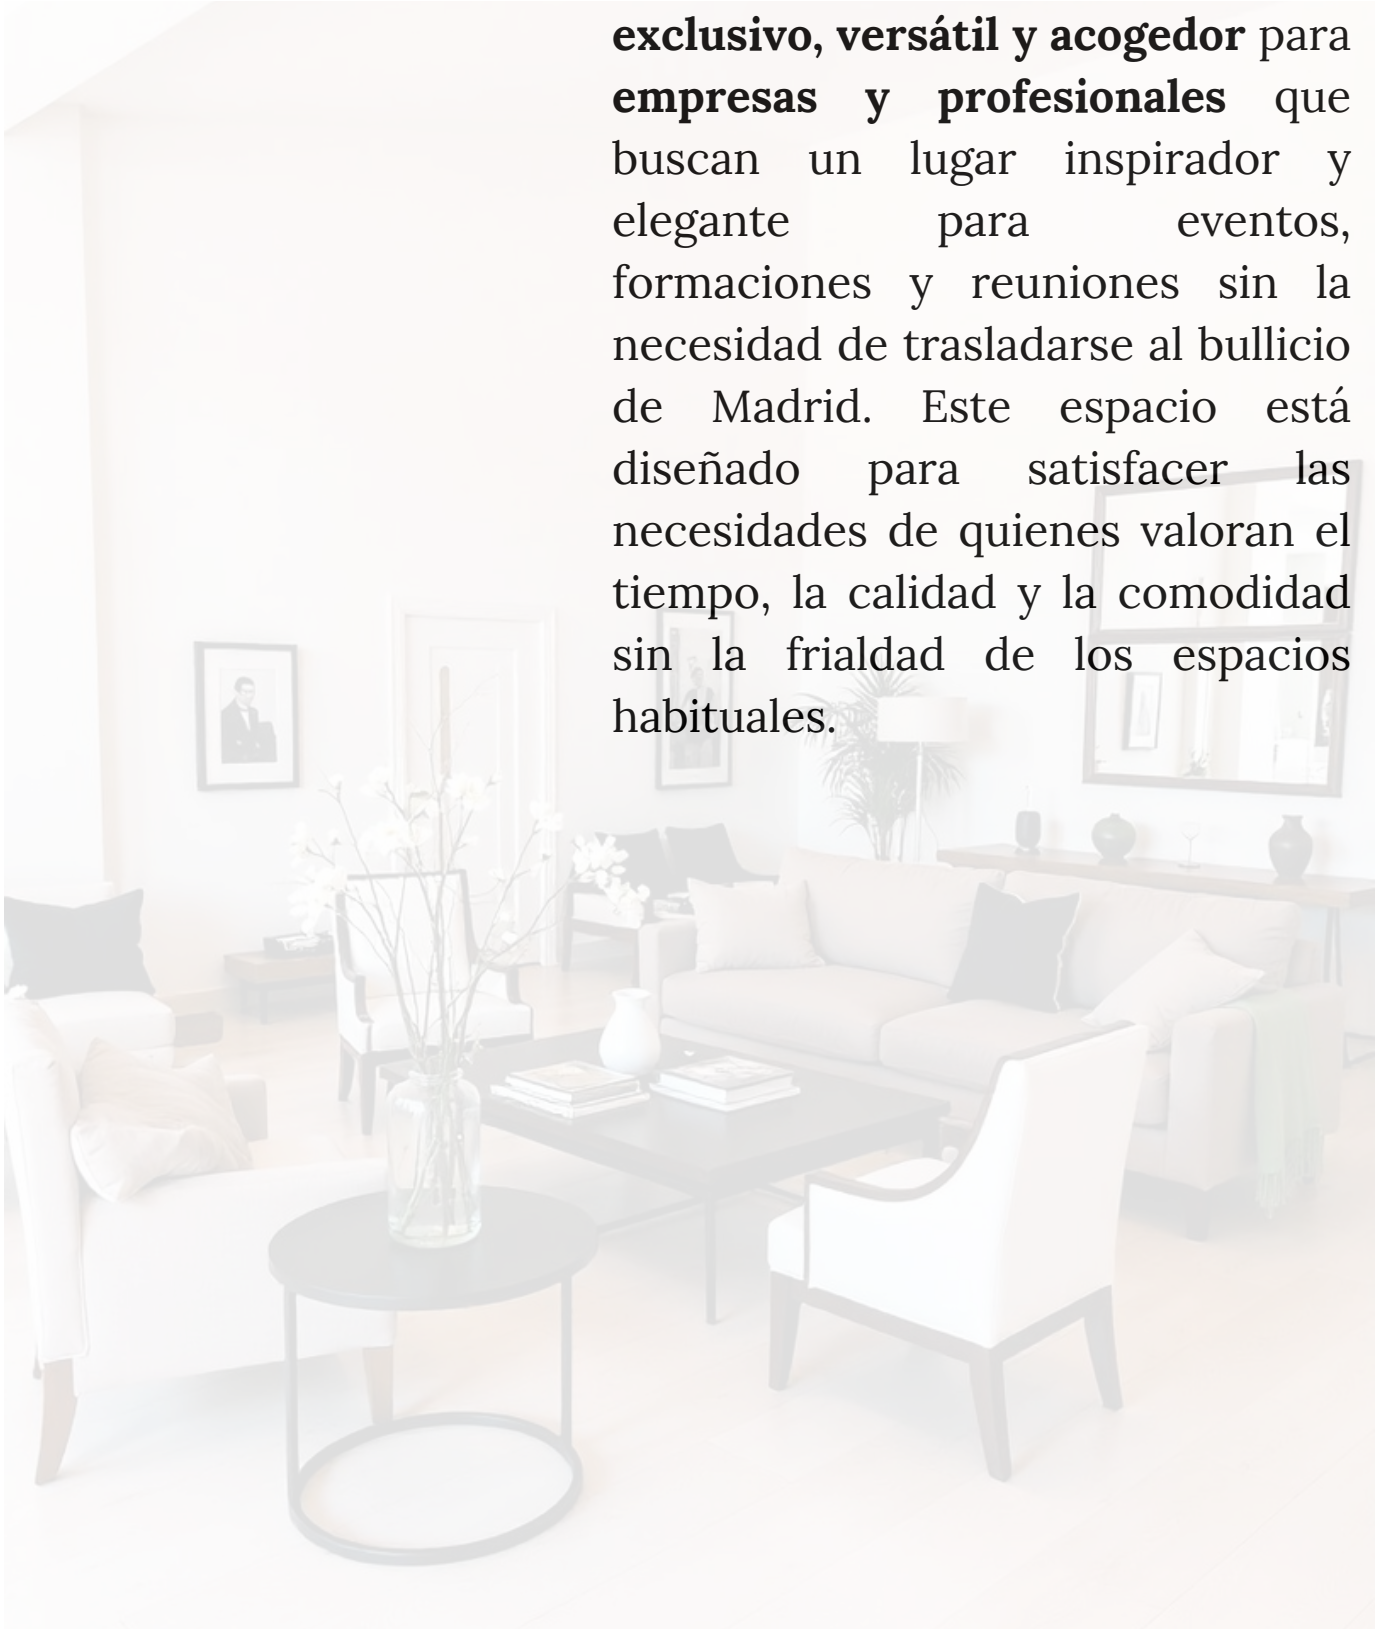 exclusivo, versátil y acogedor para
empresas y profesionales que
buscan un lugar inspirador y
elegante para eventos,
formaciones y reuniones sin la
necesidad de trasladarse al bullicio
de Madrid. Este espacio está
diseñado para satisfacer las
necesidades de quienes valoran el
tiempo, la calidad y la comodidad
sin la frialdad de los espacios
habituales.